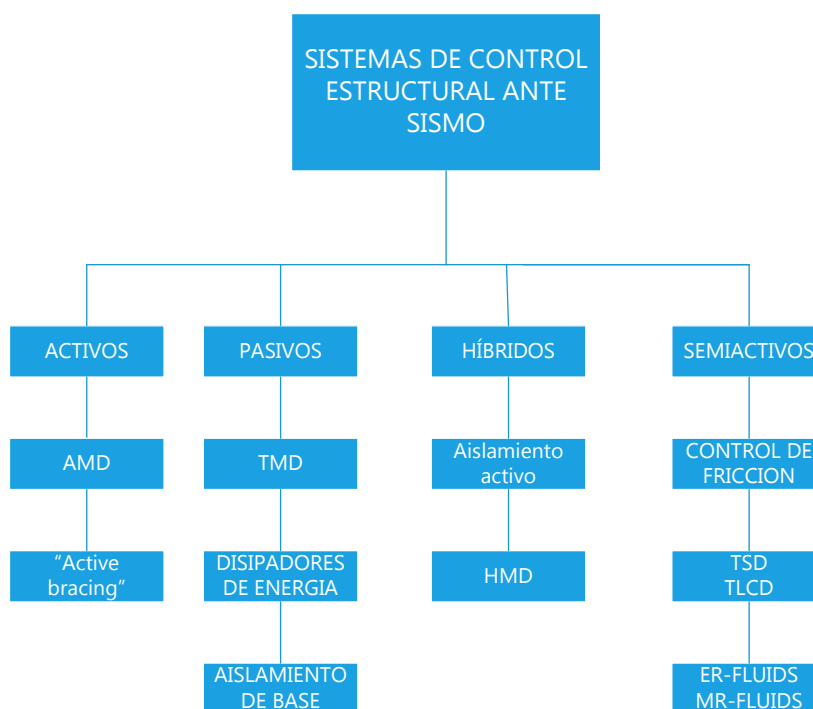 SISTEMAS DE CONTROL
ESTRUCTURAL ANTE
SISMO
ACTIVOS
PASIVOS
HÍBRIDOS
SEMIACTIVOS
AMD
TMD
Aislamiento
activo
CONTROL DE
FRICCION
“Active
bracing”
DISIPADORES
DE ENERGIA
HMD
TSD
TLCD
AISLAMIENTO
DE BASE
ER-FLUIDS
MR-FLUIDS